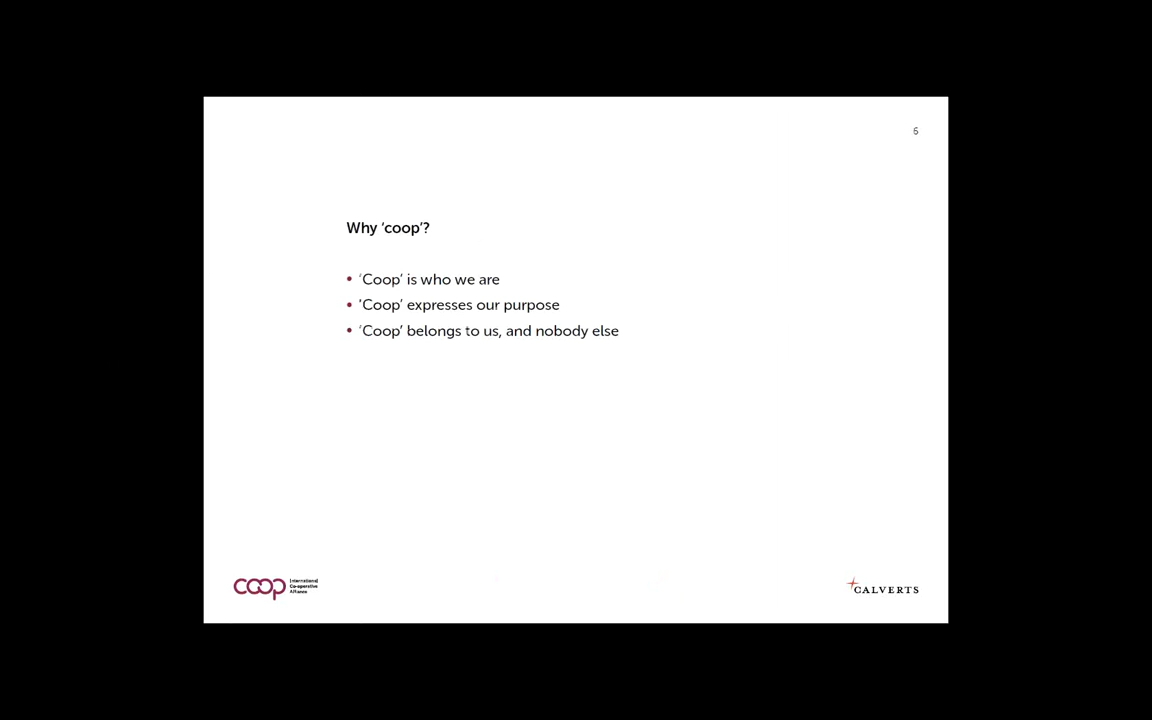 6
Why ‘coop’?
• ‘Coop’ is who we are
• 'Coop’ expresses our purpose
• ‘Coop’ belongs to us, and nobody else
coop
International
Co-operative
Alliance
CALVERTS